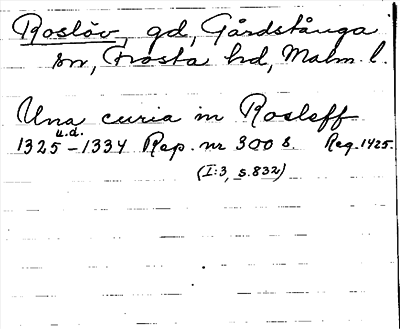 Roslöv, gd, Gårdstånga
sn, Frosta hd, Malm. l.
Una curia in Rosleff
u.d.
1325 – 1334 Rep. nr 300 s. Reg. 1425.
(I:3, s. 832)